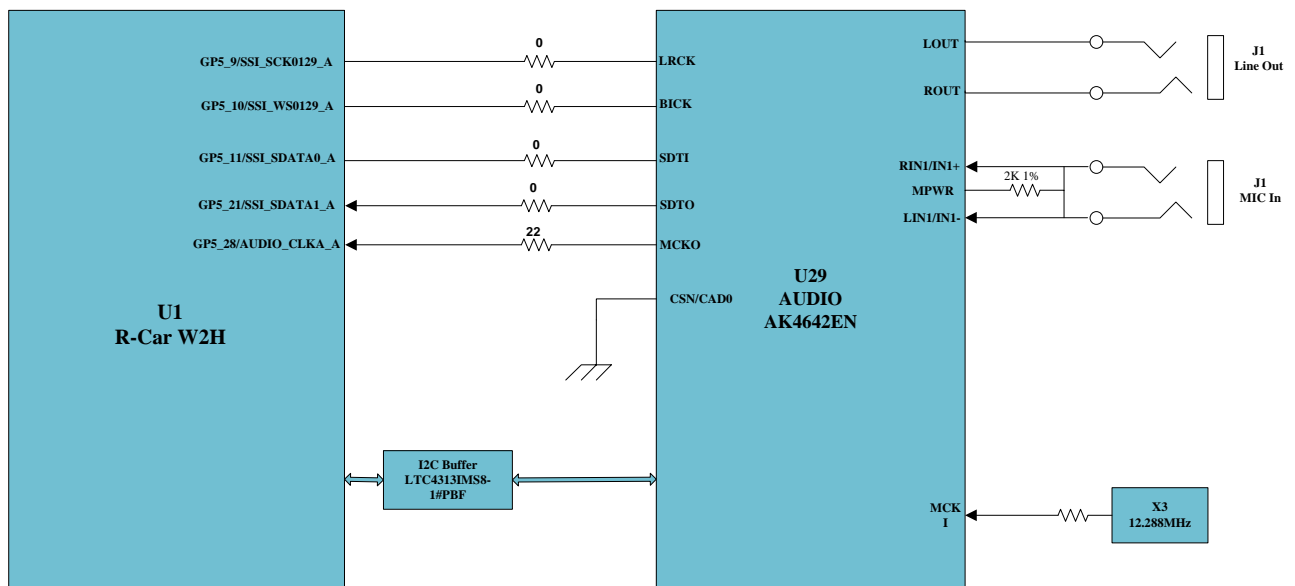 GP5_9/SSI_SCK0129_A
0
LRCK
GP5_10/SSI_WS0129_A
0
BICK
GP5_11/SSI_SDATA0_A
0
SDTI
GP5_21/SSI_SDATA1_A
0
SDTO
GP5_28/AUDIO_CLKA_A
22
MCKO
CSN/CAD0
U1
R-Car W2H
I2C Buffer
LTC4313IMS8-
1#PBF
U29
AUDIO
AK4642EN
LOUT
ROUT
J1
Line Out
RIN1/IN1+
MPWR
2K 1%
LIN1/IN1-
J1
MIC In
MCK
I
X3
12.288MHz